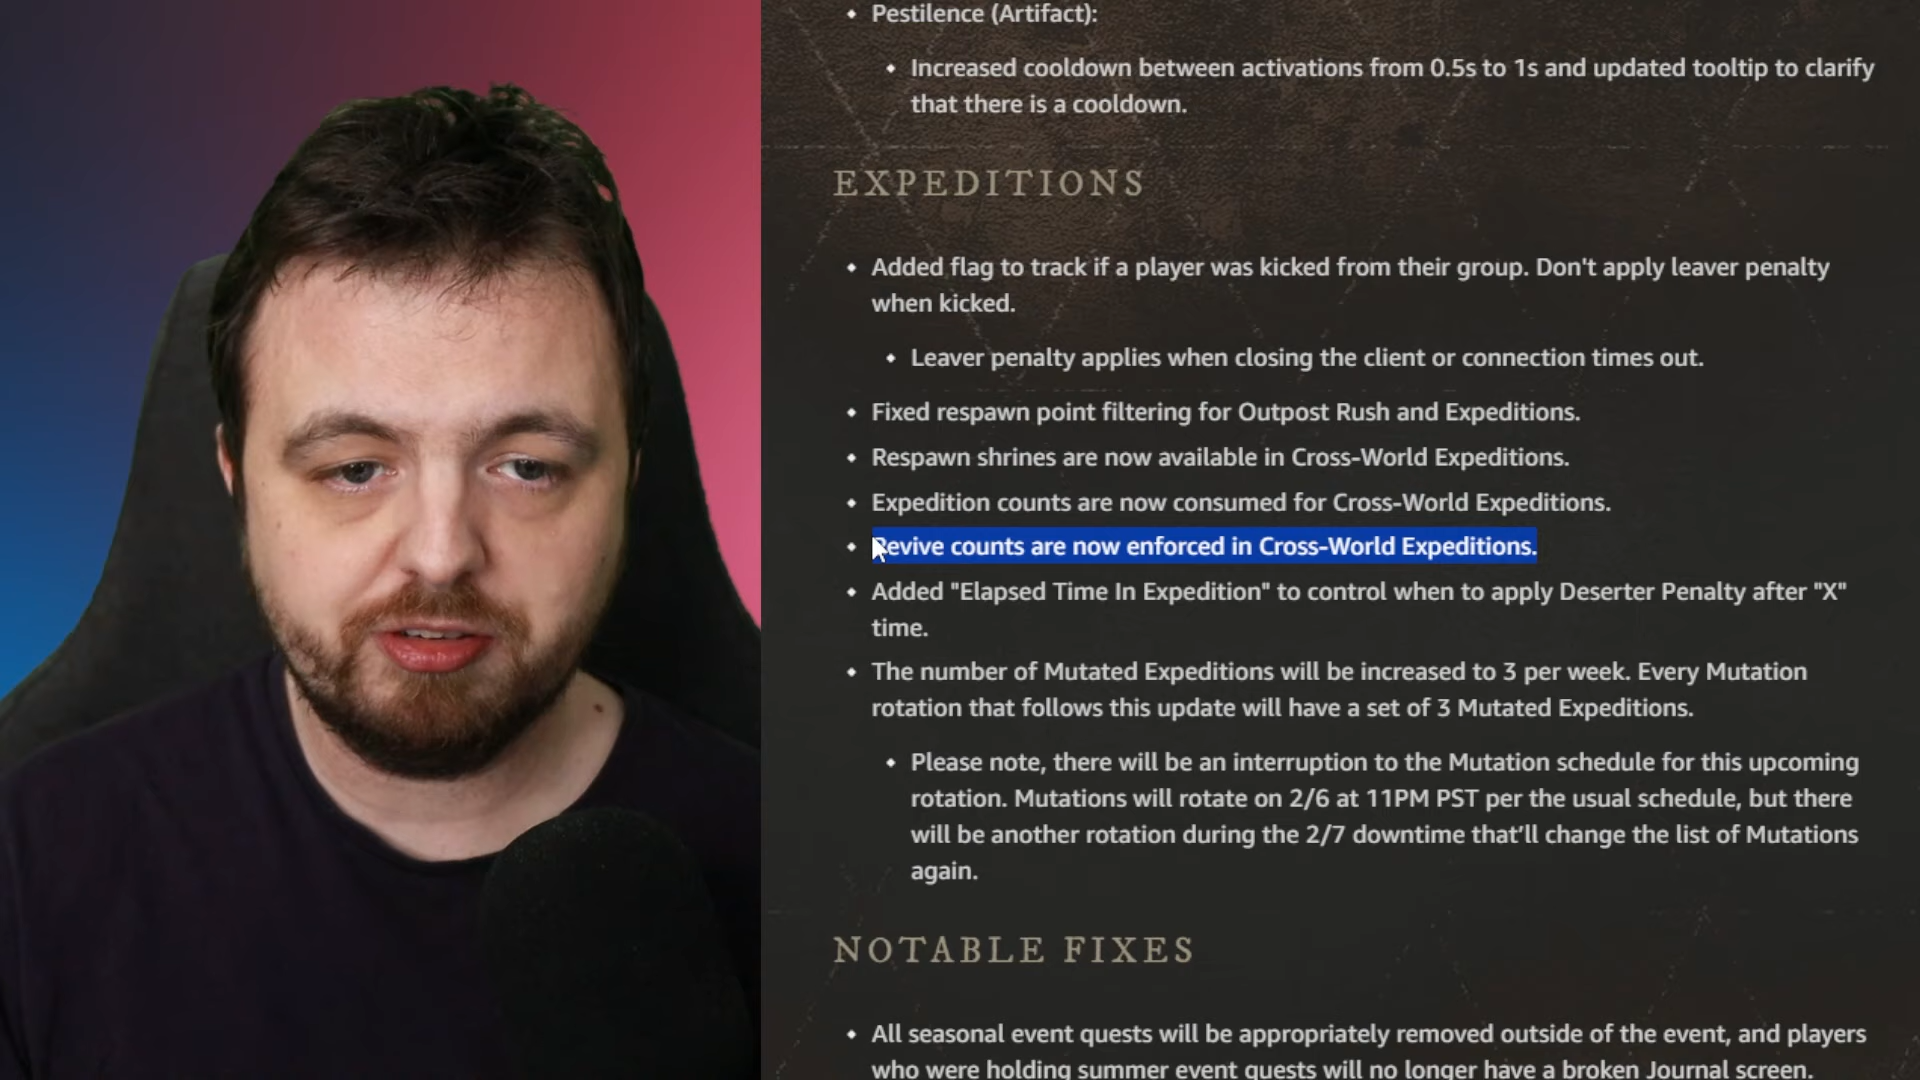 Pestilence (Artifact):
Increased cooldown between activations from 0.5s to 1s and updated tooltip to clarify
that there is a cooldown.
EXPEDITIONS
Added flag to track if a player was kicked from their group. Don't apply leaver penalty
when kicked.
Leaver penalty applies when closing the client or connection times out.
Fixed respawn point filtering for Outpost Rush and Expeditions.
Respawn shrines are now available in Cross-World Expeditions.
Expedition counts are now consumed for Cross-World Expeditions.
Revive counts are now enforced in Cross-World Expeditions.
Added "Elapsed Time In Expedition" to control when to apply Deserter Penalty after "X"
time.
The number of Mutated Expeditions will be increased to 3 per week. Every Mutation
rotation that follows this update will have a set of 3 Mutated Expeditions.
Please note, there will be an interruption to the Mutation schedule for this upcoming
rotation. Mutations will rotate on 2/6 at 11PM PST per the usual schedule, but there
will be another rotation during the 2/7 downtime that’ll change the list of Mutations
again.
NOTABLE FIXES
All seasonal event quests will be appropriately removed outside of the event, and players
who were holding summer event quests will no longer have a broken Journal screen.